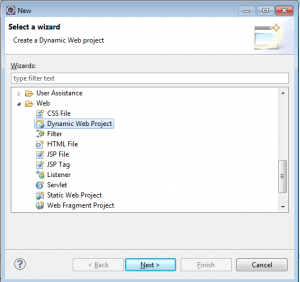 New
Select a wizard
Create a Dynamic Web project
Wizards:
type filter text
User Assistance
Web
CSS File
Dynamic Web Project
Filter
HTML File
JSP File
JSP Tag
Listener
Servlet
Static Web Project
Web Fragment Project
?
< Back
Next >
Finish
Cancel